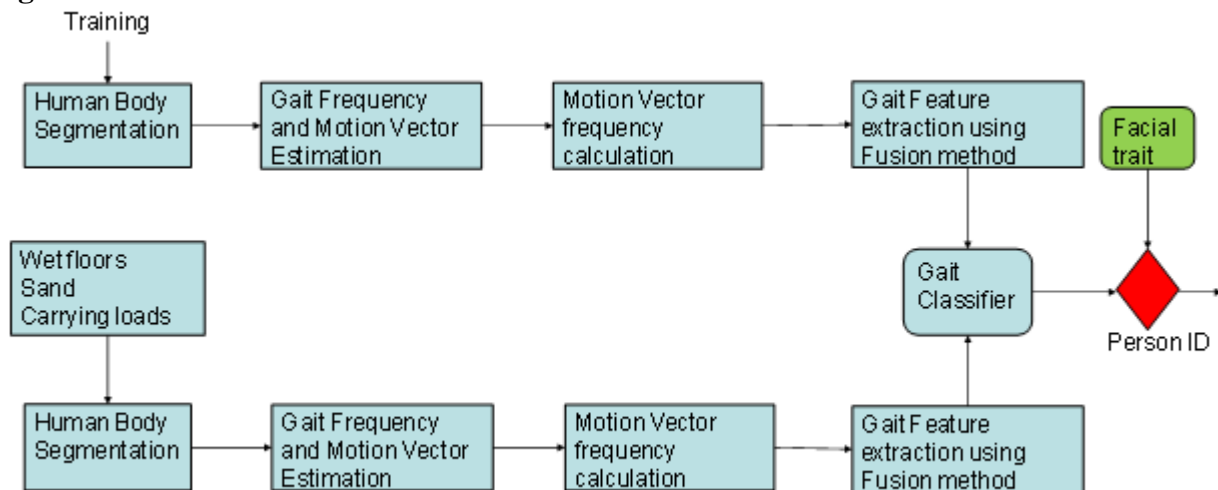 Training
Human Body
Segmentation
Gait Frequency
and Motion Vector
Estimation
Motion Vector
frequency
calculation
Gait Feature
extraction using
Fusion method
Facial
trait
Wet floors
Sand
Carrying loads
Gait
Classifier
Person ID
Human Body
Segmentation
Gait Frequency
and Motion Vector
Estimation
Motion Vector
frequency
calculation
Gait Feature
extraction using
Fusion method